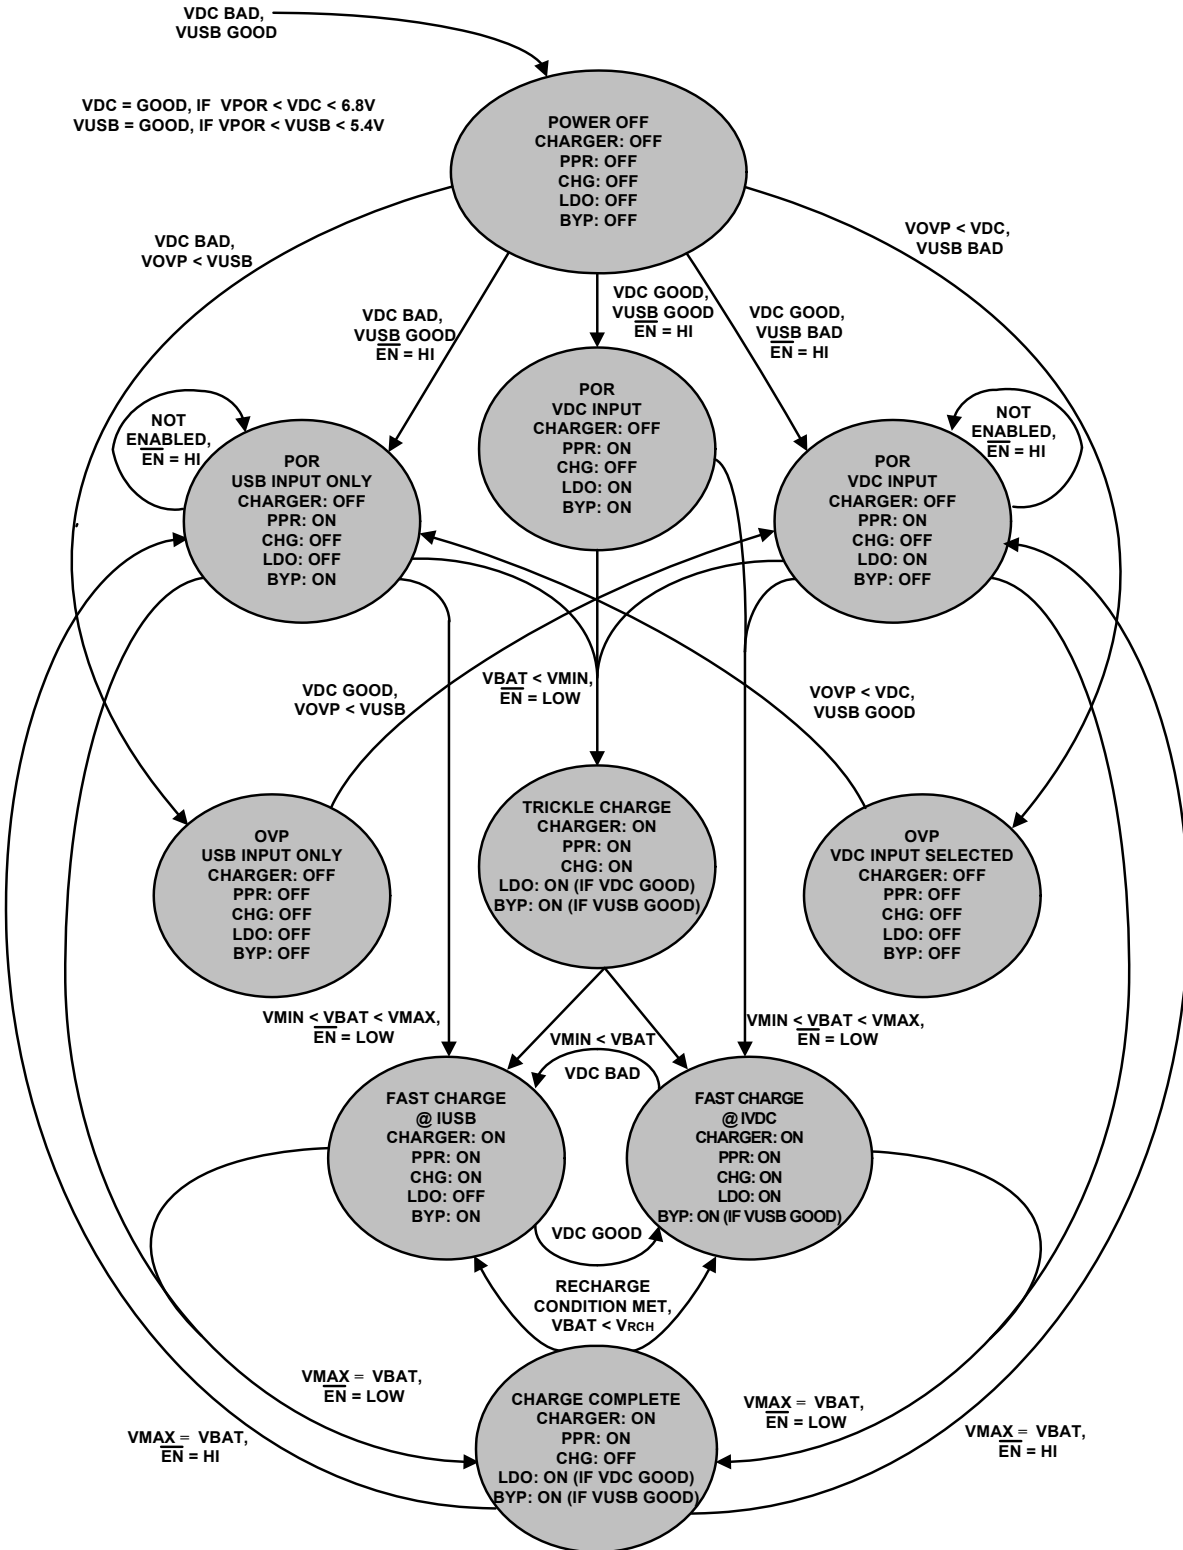 VDC BAD,
VUSB GOOD
VDC = GOOD, IF VPOR < VDC < 6.8V
VUSB = GOOD, IF VPOR < VUSB < 5.4V
POWER OFF
CHARGER: OFF
PPR: OFF
CHG: OFF
LDO: OFF
BYP: OFF
VDC BAD,
VOVP < VUSB
VOVP < VDC,
VUSB BAD
VDC BAD,
VUSB GOOD
E̅N̅ = HI
VDC GOOD,
VUSB GOOD
E̅N̅ = HI
VDC GOOD,
VUSB BAD
E̅N̅ = HI
NOT
ENABLED,
E̅N̅ = HI
POR
USB INPUT ONLY
CHARGER: OFF
PPR: ON
CHG: OFF
LDO: OFF
BYP: ON
POR
VDC INPUT
CHARGER: OFF
PPR: ON
CHG: OFF
LDO: ON
BYP: ON
POR
VDC INPUT
CHARGER: OFF
PPR: ON
CHG: OFF
LDO: ON
BYP: OFF
NOT
ENABLED,
E̅N̅ = HI
VDC GOOD,
VOVP < VUSB
VBAT < VMIN,
E̅N̅ = LOW
VOVP < VDC,
VUSB GOOD
OVP
USB INPUT ONLY
CHARGER: OFF
PPR: OFF
CHG: OFF
LDO: OFF
BYP: OFF
TRICKLE CHARGE
CHARGER: ON
PPR: ON
CHG: ON
LDO: ON (IF VDC GOOD)
BYP: ON (IF VUSB GOOD)
OVP
VDC INPUT SELECTED
CHARGER: OFF
PPR: OFF
CHG: OFF
LDO: OFF
BYP: OFF
VMIN < VBAT < VMAX,
E̅N̅ = LOW
VMIN < VBAT
VMIN < VBAT < VMAX,
E̅N̅ = LOW
VDC BAD
FAST CHARGE
@ IUSB
CHARGER: ON
PPR: ON
CHG: ON
LDO: OFF
BYP: ON
FAST CHARGE
@ IVDC
CHARGER: ON
PPR: ON
CHG: ON
LDO: ON
BYP: ON (IF VUSB GOOD)
VDC GOOD
RECHARGE
CONDITION MET,
VBAT < VRCH
VMAX = VBAT,
E̅N̅ = LOW
VMAX = VBAT,
E̅N̅ = LOW
VMAX = VBAT,
E̅N̅ = HI
VMAX = VBAT,
E̅N̅ = HI
CHARGE COMPLETE
CHARGER: ON
PPR: ON
CHG: OFF
LDO: ON (IF VDC GOOD)
BYP: ON (IF VUSB GOOD)